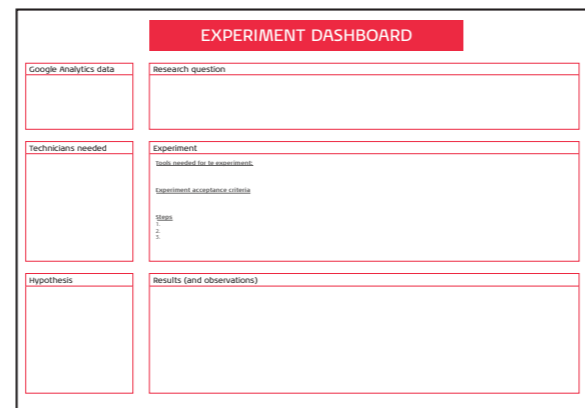 EXPERIMENT DASHBOARD
Google Analytics data
Research question
Technicians needed
Experiment
Tools needed for te experiment:
Experiment acceptance criteria
Steps
1.
2.
3.
Hypothesis
Results (and observations)